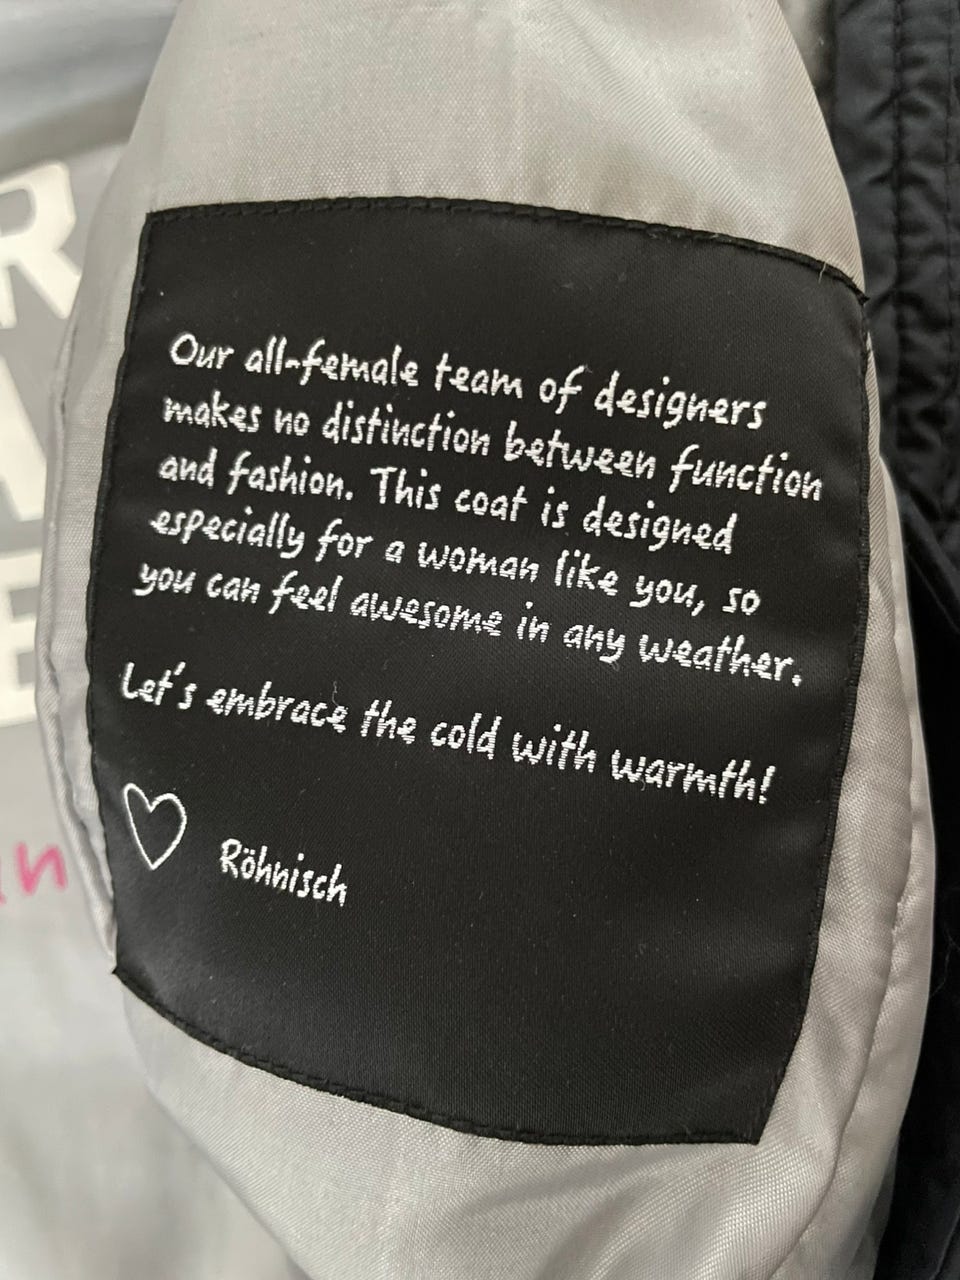 Our all-female team of designers
makes no distinction between function
and fashion. This coat is designed
especially for a woman like you, so
you can feel awesome in any weather.
Let's embrace the cold with warmth!
Röhnisch